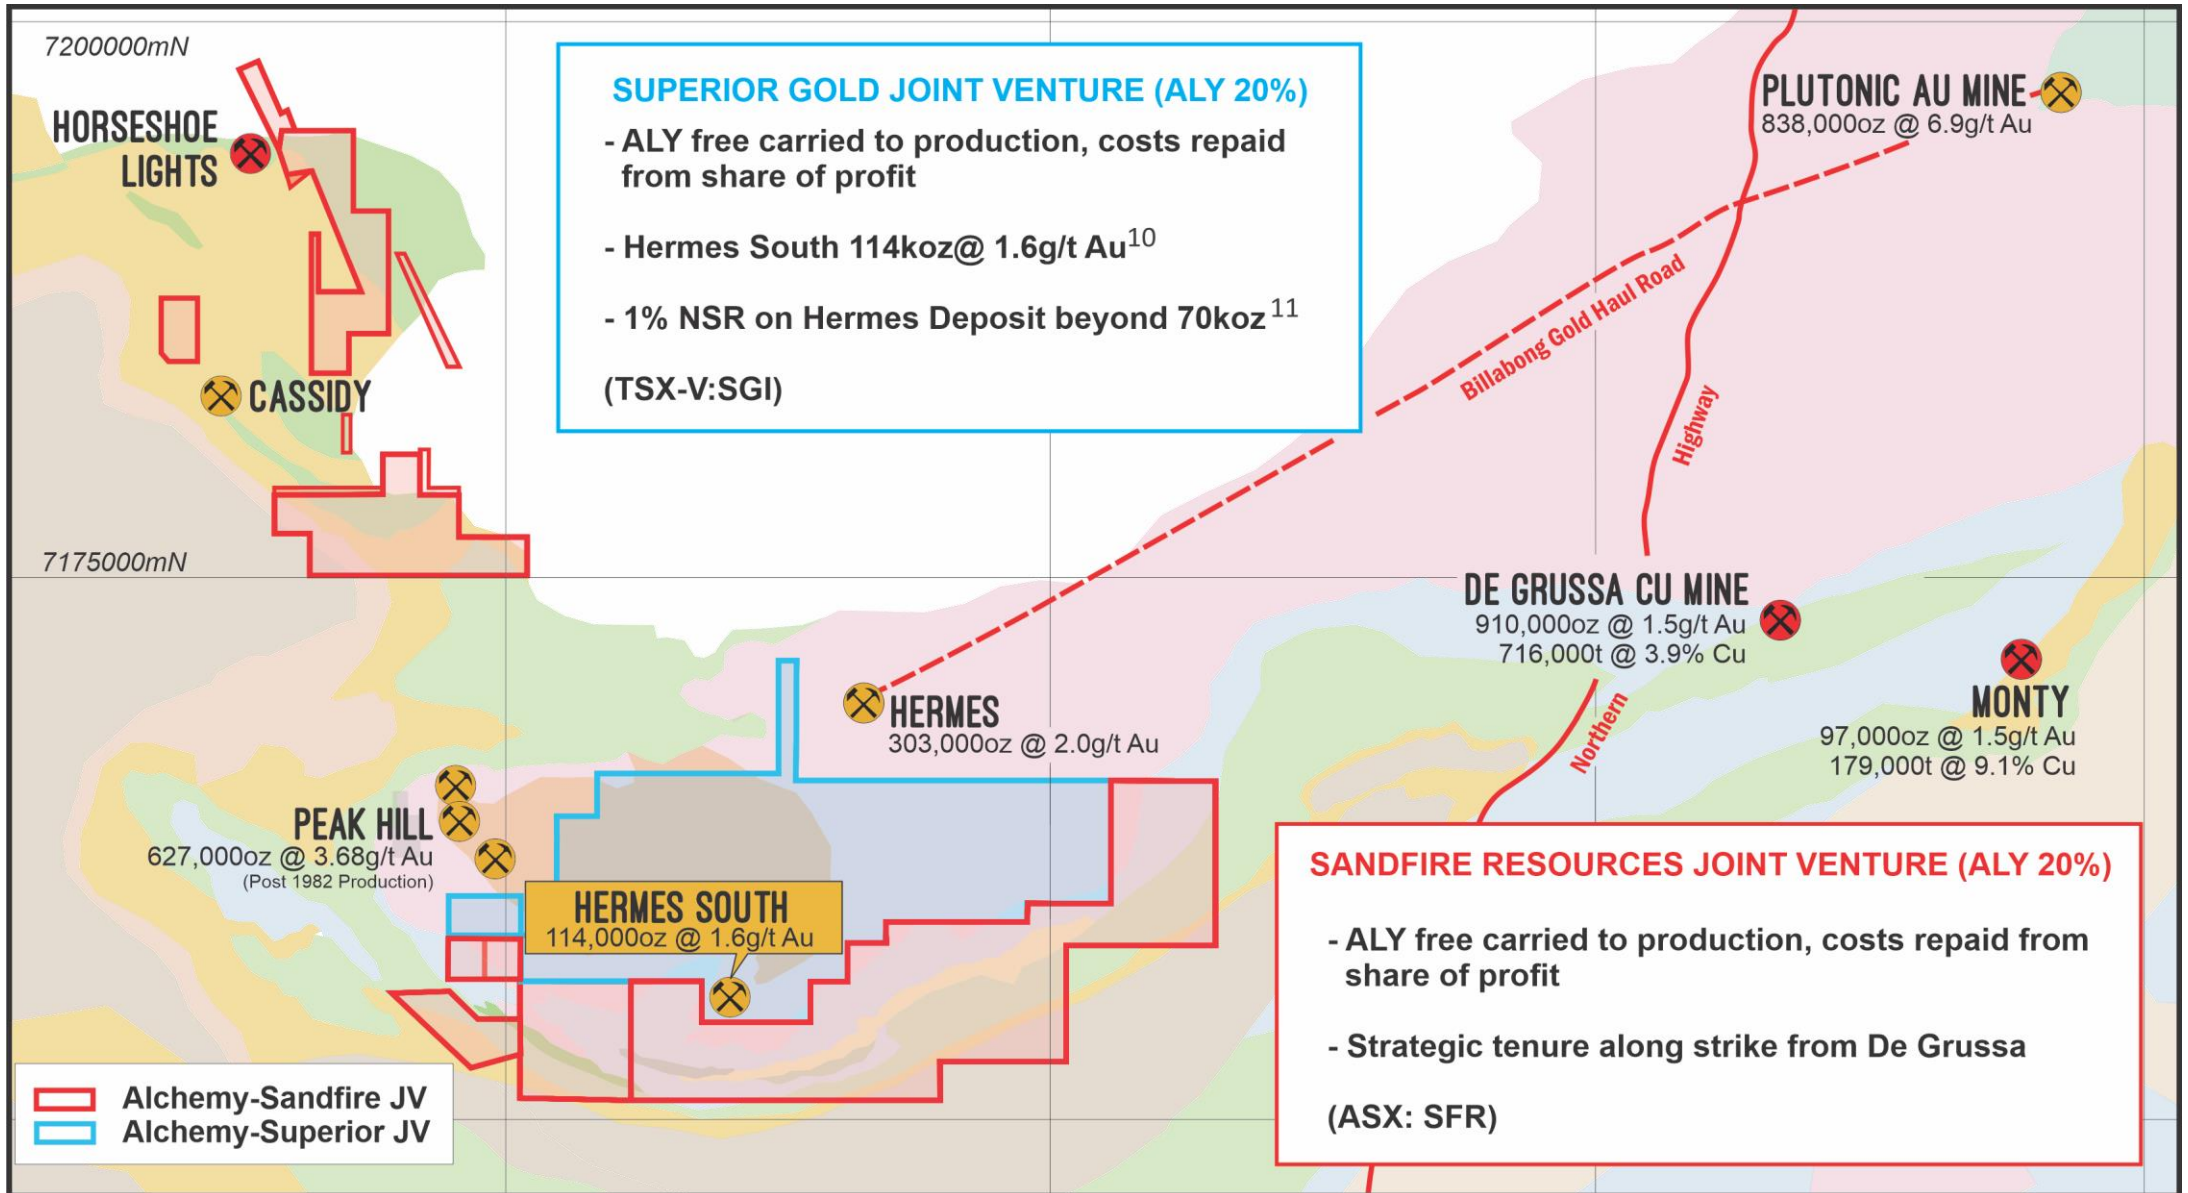 7200000mN
HORSESHOE
LIGHTS
CASSIDY
7175000mN
SUPERIOR GOLD JOINT VENTURE (ALY 20%)
- ALY free carried to production, costs repaid
from share of profit
- Hermes South 114koz@ 1.6g/t Au10
- 1% NSR on Hermes Deposit beyond 70koz11
(TSX-V:SGI)
PLUTONIC AU MINE
838,000oz @ 6.9g/t Au
Billabong Gold Haul Road
Highway
DE GRUSSA CU MINE
910,000oz @ 1.5g/t Au
716,000t @ 3.9% Cu
MONTY
97,000oz @ 1.5g/t Au
179,000t @ 9.1% Cu
Northern
HERMES
303,000oz @ 2.0g/t Au
PEAK HILL
627,000oz @ 3.68g/t Au
(Post 1982 Production)
HERMES SOUTH
114,000oz @ 1.6g/t Au
SANDFIRE RESOURCES JOINT VENTURE (ALY 20%)
- ALY free carried to production, costs repaid from
share of profit
- Strategic tenure along strike from De Grussa
(ASX: SFR)
Alchemy-Sandfire JV
Alchemy-Superior JV